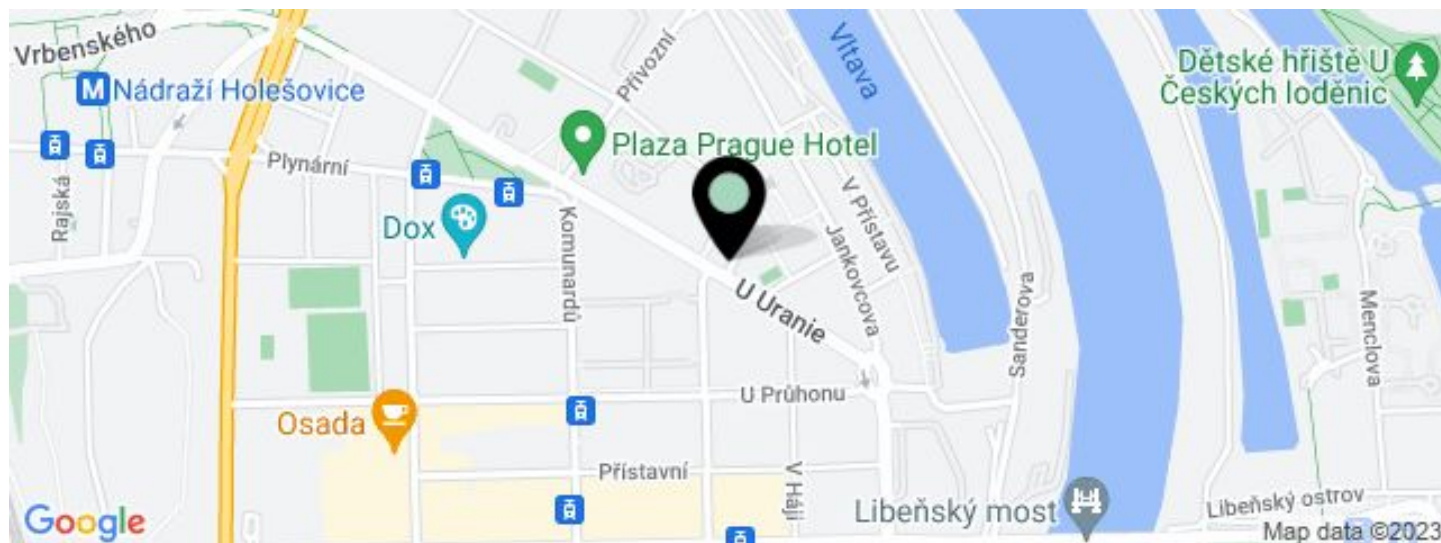 Vrbenského
Nádraží Holešovice
Přívozní
Vltava
Dětské hřiště U
Českých loděnic
Plaza Prague Hotel
Plynární
Rajská
Dox
Komunardů
V Přístavu
Jankovcova
U Uranie
Sanderova
Menclova
U Průhonu
Osada
Přístavní
V Háji
Libeňský most
Libeňský ostrov
Google
Map data ©2023